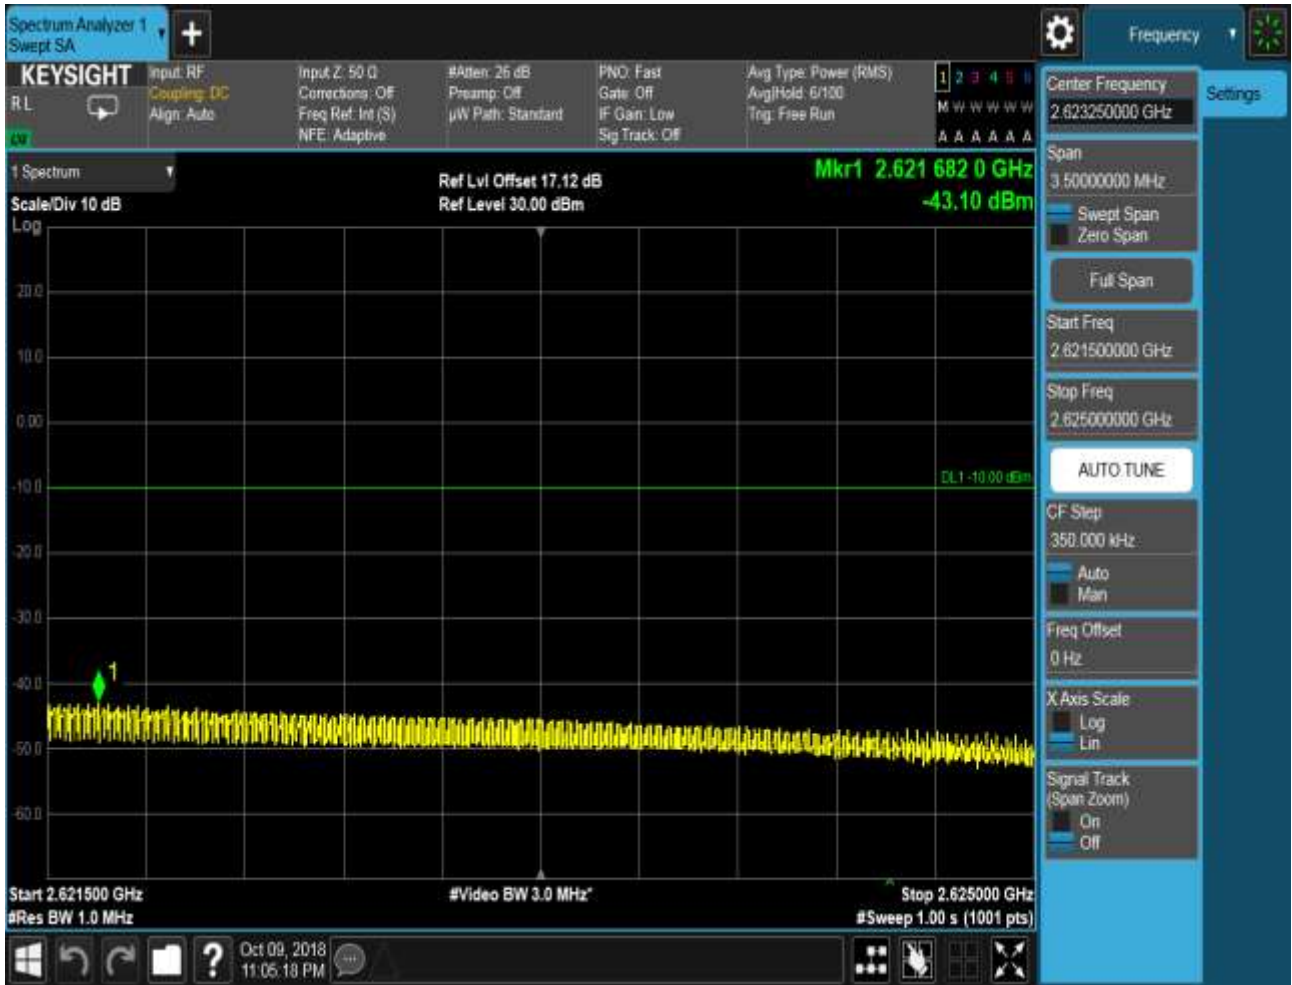 Spectrum Analyzer 1
Swept SA
Frequency
KEYSIGHT
RL
Input: RF
Coupling: DC
Align: Auto
Input Z: 50 Ω
Corrections: Off
Freq Ref: Int (S)
NFE: Adaptive
#Atten: 26 dB
Preamp: Off
µW Path: Standard
PNO: Fast
Gate: Off
IF Gain: Low
Sig Track: Off
Avg Type: Power (RMS)
Avg|Hold: 6/100
Trig: Free Run
1 2 3 4 5 6
M W W W W W
A A A A A A
1 Spectrum
Scale/Div 10 dB
Log
Ref Lvl Offset 17.12 dB
Ref Level 30.00 dBm
Mkr1 2.621 682 0 GHz
-43.10 dBm
20.0
10.0
0.00
-10.0
-20.0
-30.0
-40.0
-50.0
-60.0
DL1 -10.00 dBm
1
Start 2.621500 GHz
#Res BW 1.0 MHz
#Video BW 3.0 MHz*
Stop 2.625000 GHz
#Sweep 1.00 s (1001 pts)
Center Frequency
2.623250000 GHz
Settings
Span
3.50000000 MHz
Swept Span
Zero Span
Full Span
Start Freq
2.621500000 GHz
Stop Freq
2.625000000 GHz
AUTO TUNE
CF Step
350.000 kHz
Auto
Man
Freq Offset
0 Hz
X Axis Scale
Log
Lin
Signal Track
(Span Zoom)
On
Off
?
Oct 09, 2018
11:05:18 PM